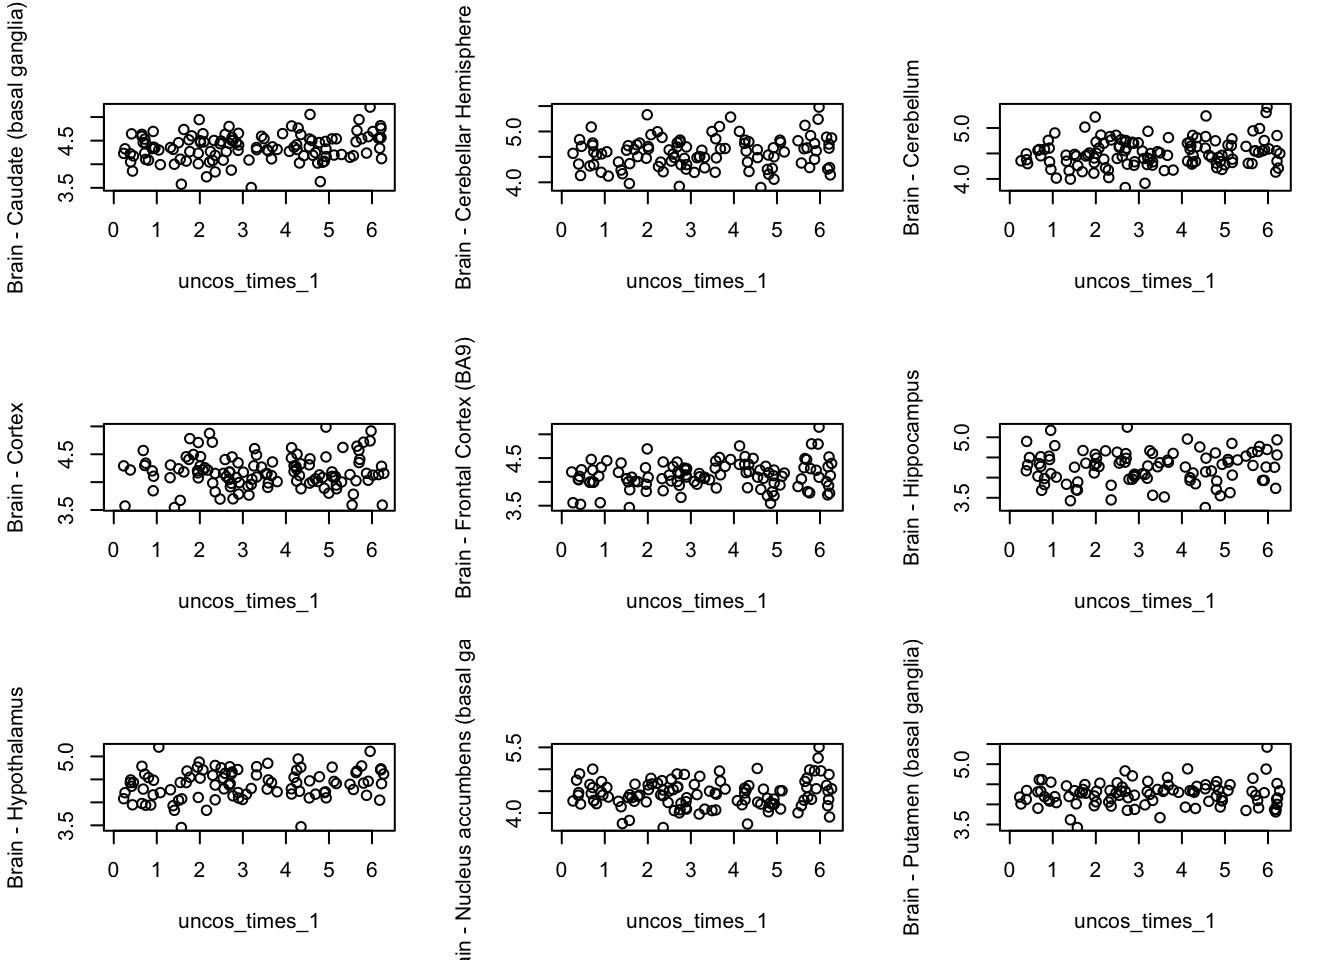 Brain - Caudate (basal ganglia)
3.5 4.5
0 1 2 3 4 5 6
uncos_times_1
Brain - Cerebellar Hemisphere
4.0 5.0
0 1 2 3 4 5 6
uncos_times_1
Brain - Cerebellum
4.0 5.0
0 1 2 3 4 5 6
uncos_times_1
Brain - Cortex
3.5 4.5
0 1 2 3 4 5 6
uncos_times_1
Brain - Frontal Cortex (BA9)
3.5 4.5
0 1 2 3 4 5 6
uncos_times_1
Brain - Hippocampus
3.5 5.0
0 1 2 3 4 5 6
uncos_times_1
Brain - Hypothalamus
3.5 5.0
0 1 2 3 4 5 6
uncos_times_1
ain - Nucleus accumbens (basal ga
4.0 5.5
0 1 2 3 4 5 6
uncos_times_1
Brain - Putamen (basal ganglia)
3.5 5.0
0 1 2 3 4 5 6
uncos_times_1